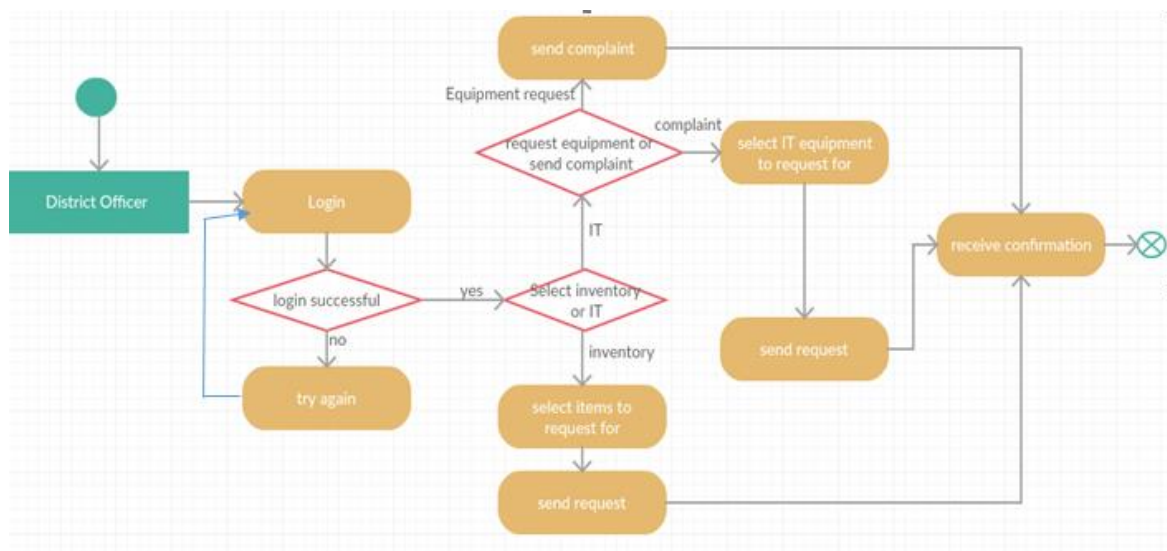 send complaint
Equipment request
request equipment or
send complaint
complaint
select IT equipment
to request for
District Officer
Login
IT
receive confirmation
login successful
yes
Select inventory
or IT
no
inventory
send request
try again
select items to
request for
send request